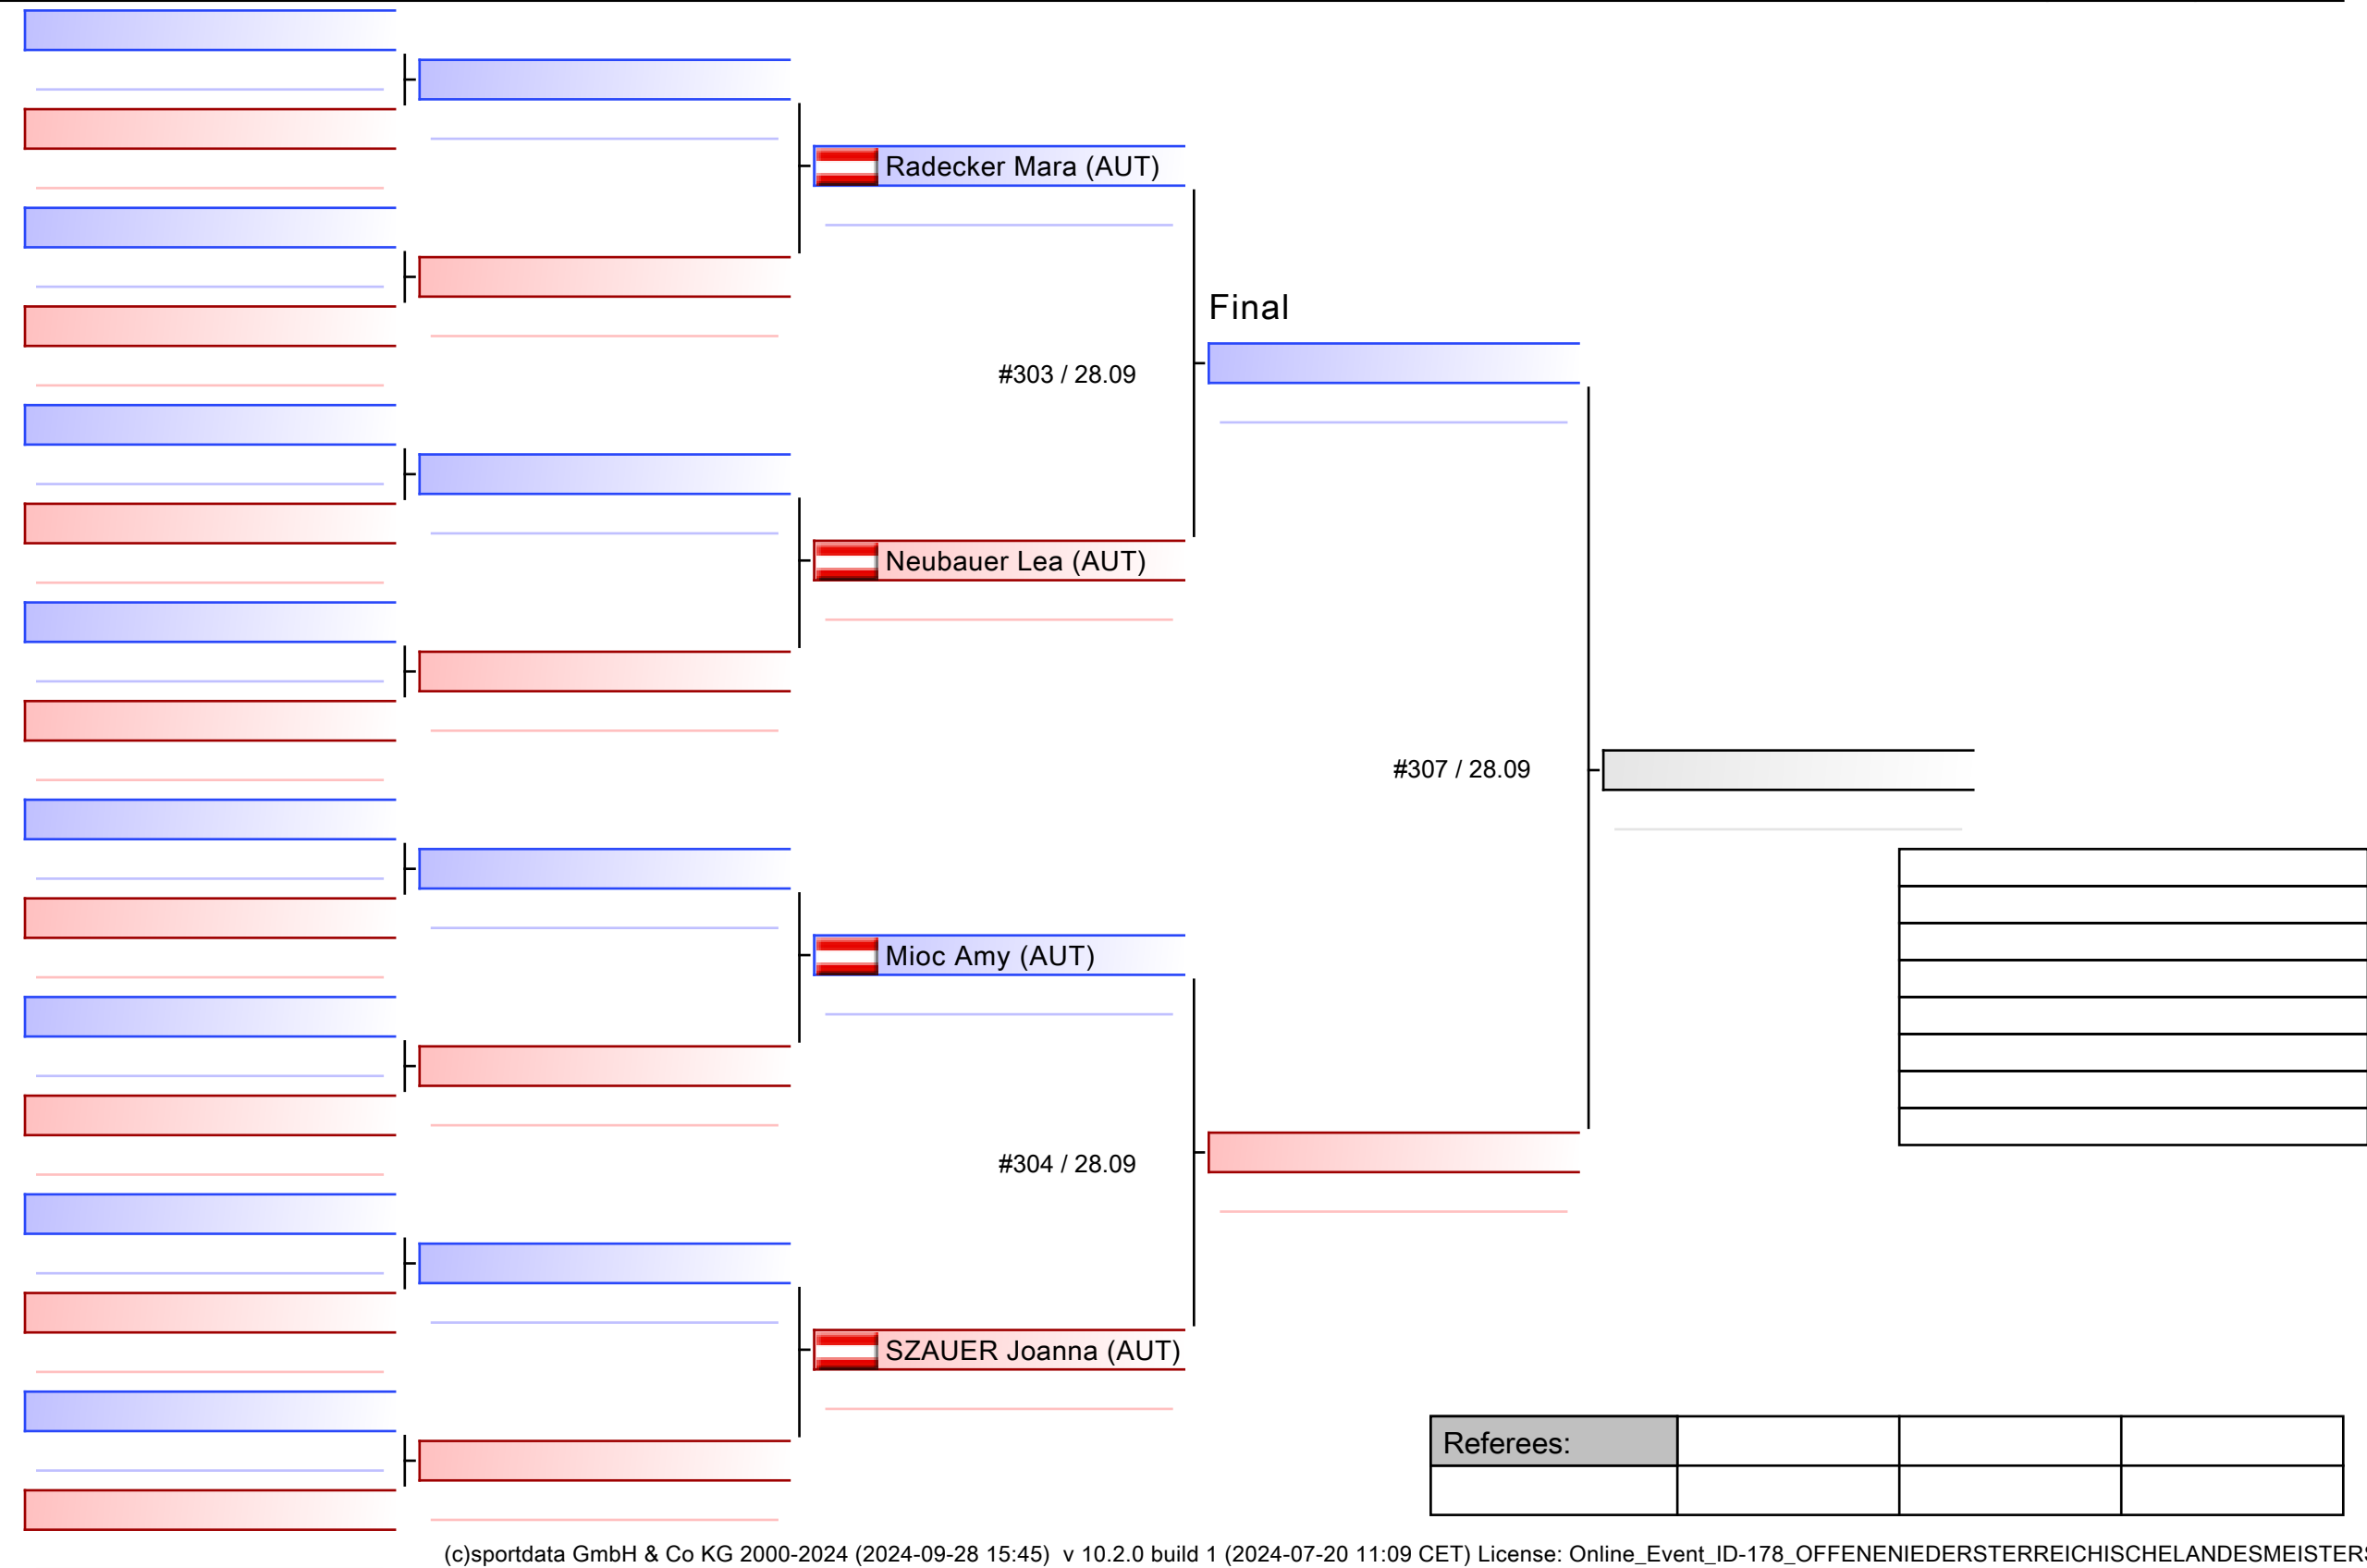 Radecker Mara (AUT)
Final
#303 / 28.09
Neubauer Lea (AUT)
#307 / 28.09
Mioc Amy (AUT)
#304 / 28.09
SZAUER Joanna (AUT)
Referees:
(c)sportdata GmbH & Co KG 2000-2024 (2024-09-28 15:45) v 10.2.0 build 1 (2024-07-20 11:09 CET) License: Online_Event_ID-178_OFFENENIEDERSTERREICHISCHELANDESMEISTERS